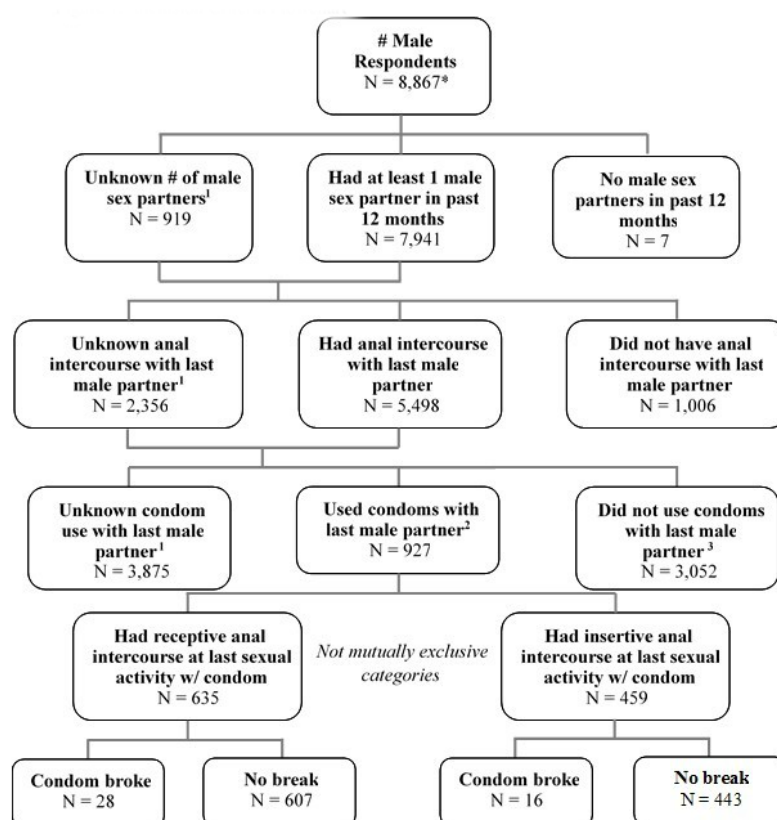 # Male
Respondents
N = 8,867*
Unknown # of male
sex partners¹
N = 919
Had at least 1 male
sex partner in past
12 months
N = 7,941
No male sex
partners in past 12
months
N = 7
Unknown anal
intercourse with last
male partner¹
N = 2,356
Had anal intercourse
with last male
partner
N = 5,498
Did not have anal
intercourse with last
male partner
N = 1,006
Unknown condom
use with last male
partner¹
N = 3,875
Used condoms with
last male partner²
N = 927
Did not use condoms
with last male
partner ³
N = 3,052
Had receptive anal
intercourse at last sexual
activity w/ condom
N = 635
Not mutually exclusive
categories
Had insertive anal
intercourse at last sexual
activity w/ condom
N = 459
Condom broke
N = 28
No break
N = 607
Condom broke
N = 16
No break
N = 443